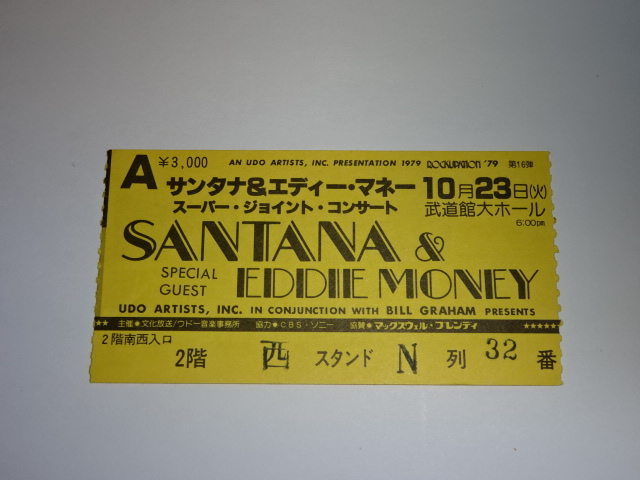 A ¥3,000 AN UDO ARTISTS, INC. PRESENTATION 1979 ROCKUPATION '79 第16弾
サンタナ&エディー・マネー 10月23日(火)
スーパー・ジョイント・コンサート 武道館大ホール
6:00pm
SANTANA &
SPECIAL GUEST EDDIE MONEY
UDO ARTISTS, INC. IN CONJUNCTION WITH BILL GRAHAM PRESENTS
★★★ 主催●文化放送/ウドー音楽事務所 協力●CBS・ソニー 協賛●マックスウェル・ブレンディ ★★★★★
2階南西入口
2階 西 スタンド N 列 32 番